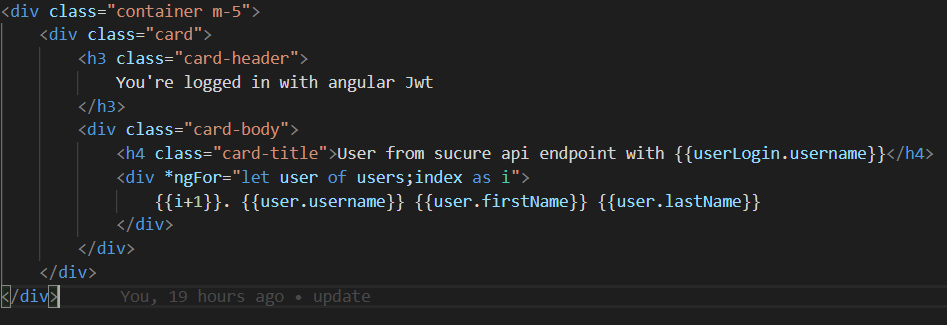 <div class="container m-5">
<div class="card">
<h3 class="card-header">
You're logged in with angular Jwt
</h3>
<div class="card-body">
<h4 class="card-title">User from sucure api endpoint with {{userLogin.username}}</h4>
<div *ngFor="let user of users;index as i">
{{i+1}}. {{user.username}} {{user.firstName}} {{user.lastName}}
</div>
</div>
</div>
</div> You, 19 hours ago • update